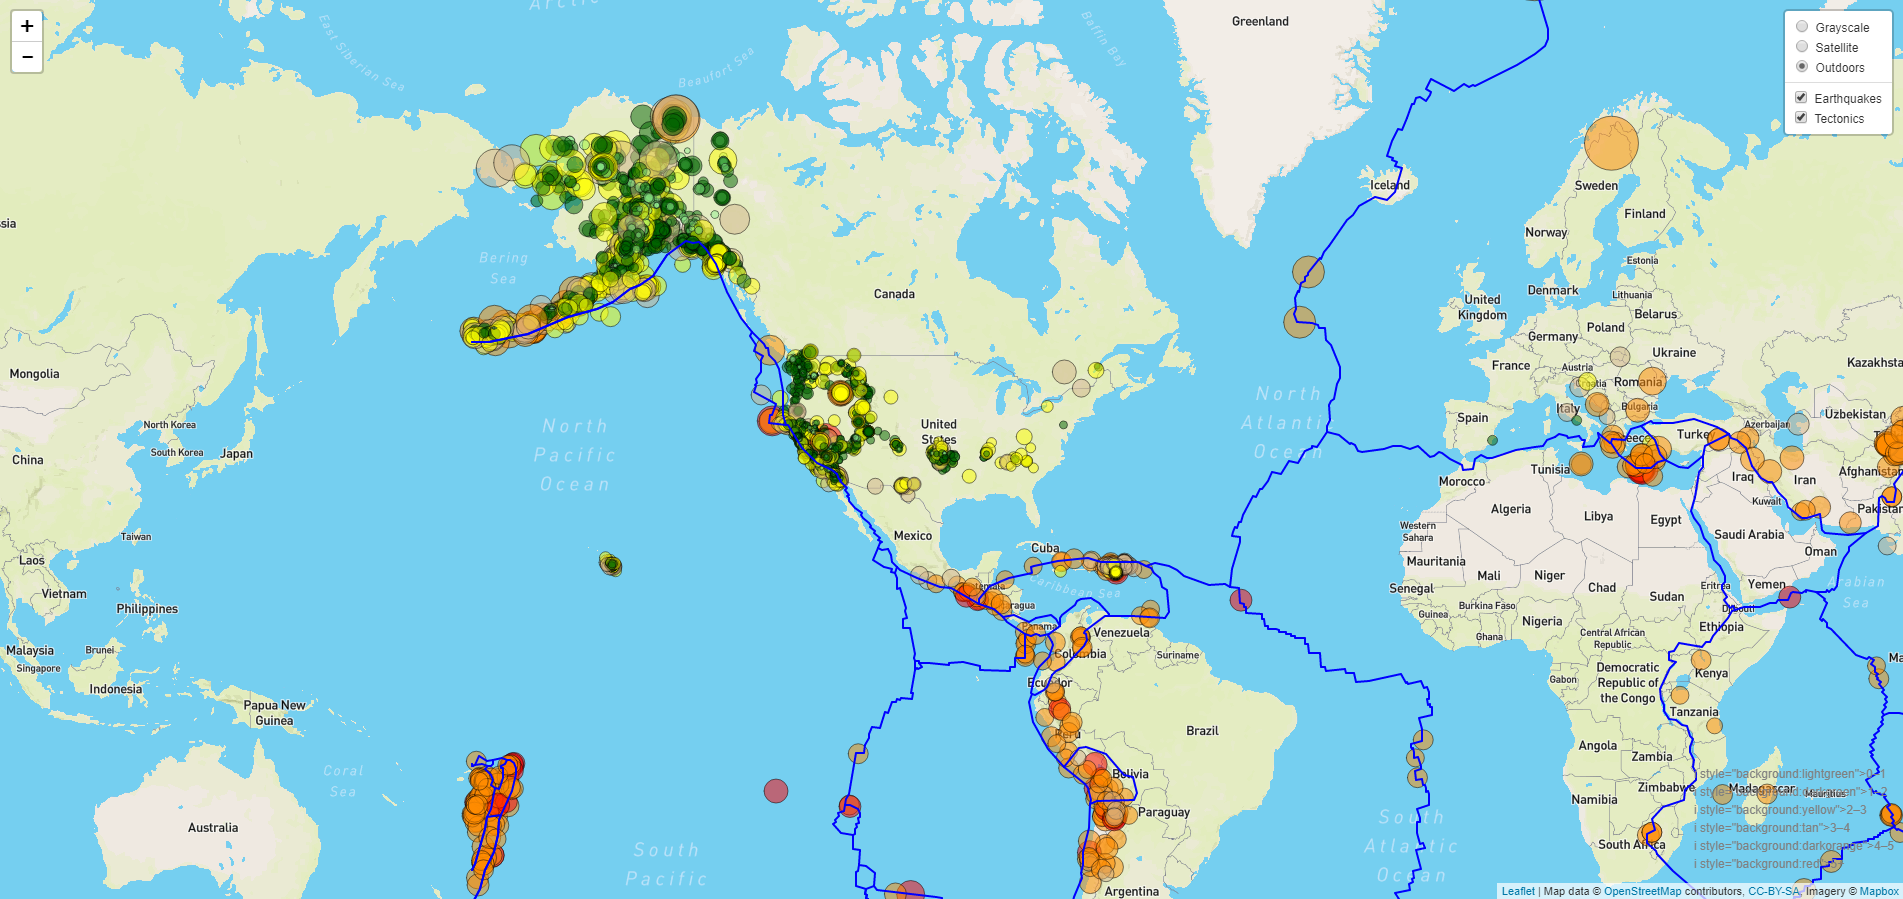 +
−
Grayscale
Satellite
Outdoors
Earthquakes
Tectonics
Arctic
East Siberian Sea
Beaufort Sea
Baffin Bay
Greenland
Iceland
Sweden
Finland
Norway
Estonia
Bering
Sea
Canada
Denmark
Lithuania
United
Kingdom
Belarus
Poland
Germany
Ukraine
France
Austria
Croatia
Romania
Kazakhsta
Mongolia
North
Pacific
Ocean
North
Atlantic
Ocean
United
States
Spain
Italy
Bulgaria
Greece
Turke
Azerbaijan
Uzbekistan
North Korea
South Korea
Japan
China
Tunisia
Morocco
Iraq
Iran
Afghanistan
Kuwait
Pakistan
Algeria
Libya
Egypt
Saudi Arabia
Western
Sahara
Oman
Taiwan
Mexico
Cuba
Laos
Vietnam
Philippines
Caribbean Sea
Mauritania
Mali
Niger
Chad
Sudan
Eritrea
Yemen
Arabian
Sea
Senegal
Guinea
Burkina Faso
Djibouti
Nigeria
Ghana
Ethiopia
Central African
Republic
Panama
Venezuela
Suriname
Colombia
Malaysia
Brunei
Singapore
Indonesia
Ecuador
Gabon
Democratic
Republic of
the Congo
Kenya
Tanzania
Papua New
Guinea
Peru
Brazil
Angola
Zambia
Coral
Sea
Bolivia
Zimbabwe
Madagascar
Mauritius
Namibia
Paraguay
Australia
South
Pacific
South
Atlantic
Ocean
South Africa
Argentina
i style="background:lightgreen">0–1
i style="background:darkgreen">1–2
i style="background:yellow">2–3
i style="background:tan">3–4
i style="background:darkorange">4–5
i style="background:red
Leaflet | Map data © OpenStreetMap contributors, CC-BY-SA, Imagery © Mapbox